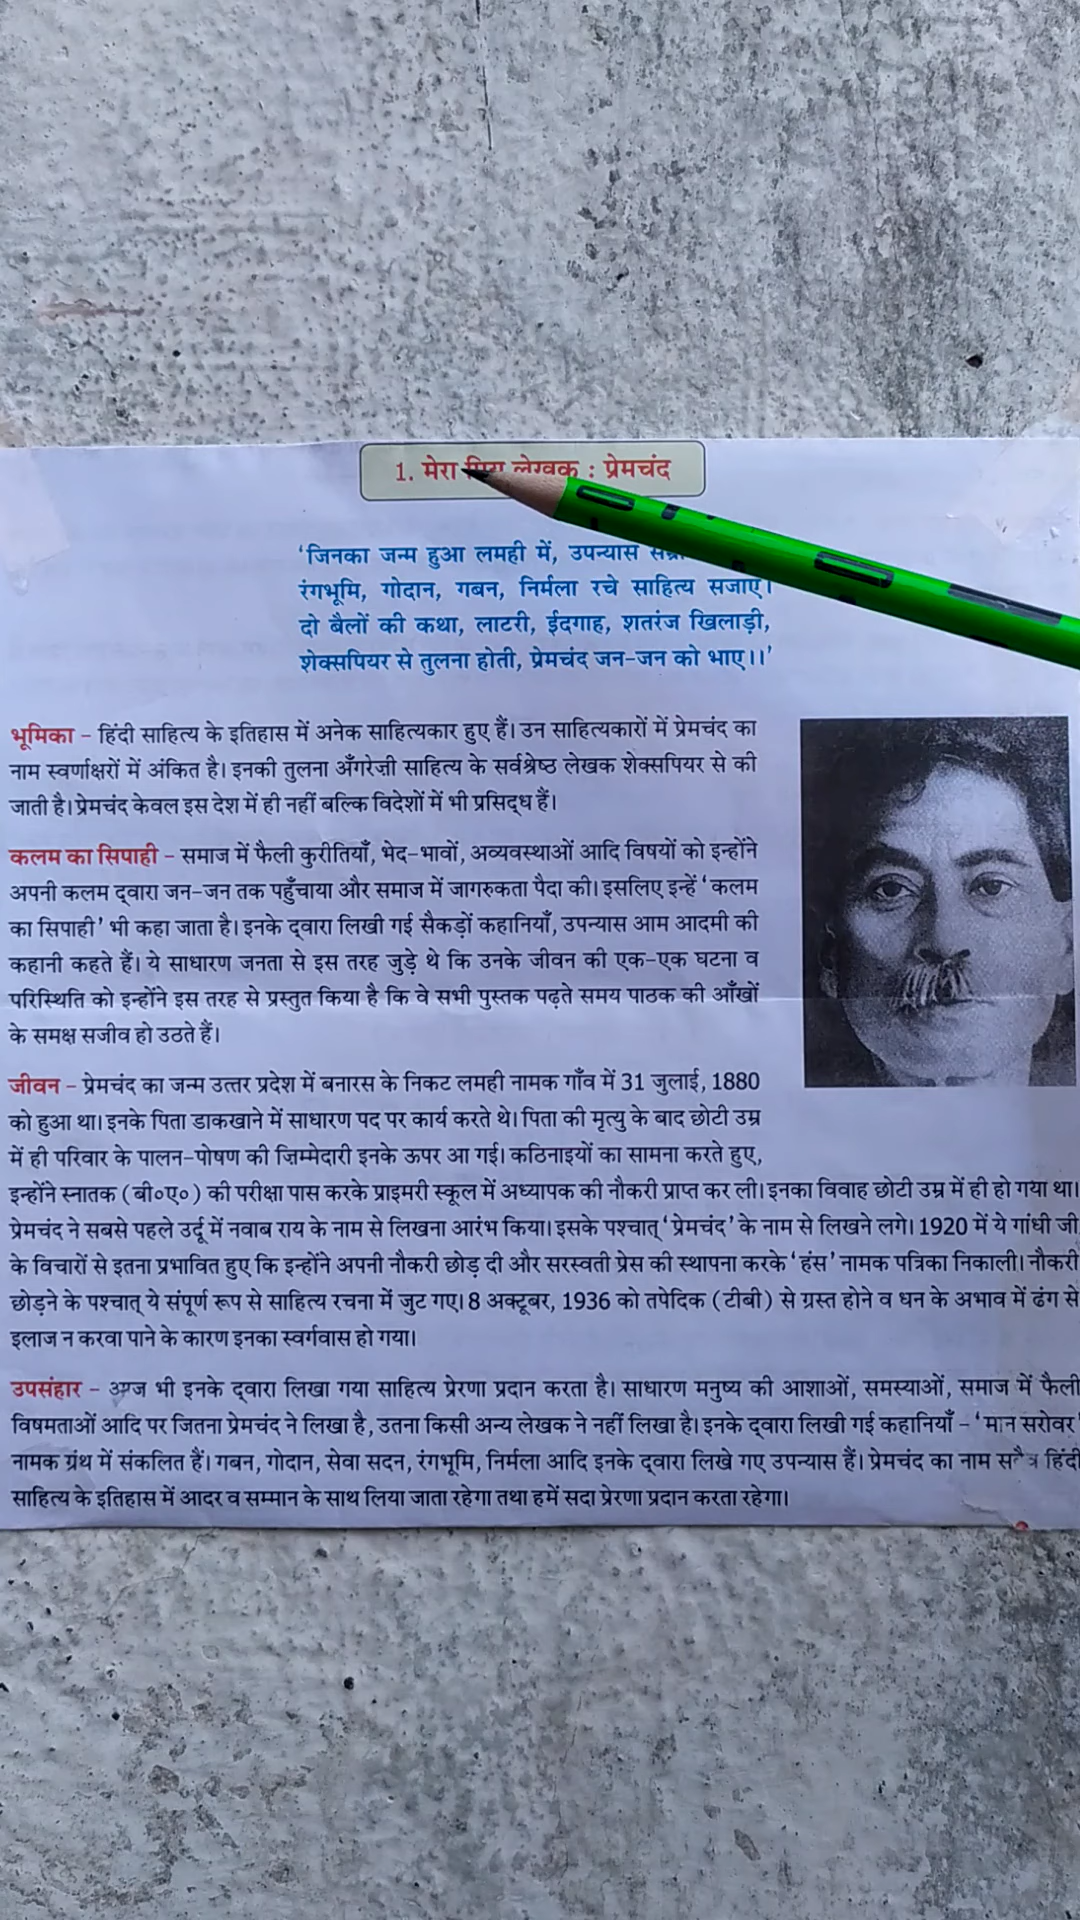 1. मेरा प्रिय लेखक : प्रेमचंद
'जिनका जन्म हुआ लमही में, उपन्यास
रंगभूमि, गोदान, गबन, निर्मला रचे साहित्य सजाए।
दो बैलों की कथा, लाटरी, ईदगाह, शतरंज खिलाड़ी,
शेक्सपियर से तुलना होती, प्रेमचंद जन-जन को भाए।।'
भूमिका - हिंदी साहित्य के इतिहास में अनेक साहित्यकार हुए हैं। उन साहित्यकारों में प्रेमचंद का
नाम स्वर्णाक्षरों में अंकित है। इनकी तुलना अँगरेज़ी साहित्य के सर्वश्रेष्ठ लेखक शेक्सपियर से की
जाती है। प्रेमचंद केवल इस देश में ही नहीं बल्कि विदेशों में भी प्रसिद्ध हैं।
कलम का सिपाही - समाज में फैली कुरीतियाँ, भेद-भावों, अव्यवस्थाओं आदि विषयों को इन्होंने
अपनी कलम द्वारा जन-जन तक पहुँचाया और समाज में जागरुकता पैदा की। इसलिए इन्हें 'कलम
का सिपाही' भी कहा जाता है। इनके द्वारा लिखी गई सैकड़ों कहानियाँ, उपन्यास आम आदमी की
कहानी कहते हैं। ये साधारण जनता से इस तरह जुड़े थे कि उनके जीवन की एक-एक घटना व
परिस्थिति को इन्होंने इस तरह से प्रस्तुत किया है कि वे सभी पुस्तक पढ़ते समय पाठक की आँखों
के समक्ष सजीव हो उठते हैं।
जीवन - प्रेमचंद का जन्म उत्तर प्रदेश में बनारस के निकट लमही नामक गाँव में 31 जुलाई, 1880
को हुआ था। इनके पिता डाकखाने में साधारण पद पर कार्य करते थे। पिता की मृत्यु के बाद छोटी उम्र
में ही परिवार के पालन-पोषण की ज़िम्मेदारी इनके ऊपर आ गई। कठिनाइयों का सामना करते हुए,
इन्होंने स्नातक (बी०ए०) की परीक्षा पास करके प्राइमरी स्कूल में अध्यापक की नौकरी प्राप्त कर ली। इनका विवाह छोटी उम्र में ही हो गया था।
प्रेमचंद ने सबसे पहले उर्दू में नवाब राय के नाम से लिखना आरंभ किया। इसके पश्चात् 'प्रेमचंद' के नाम से लिखने लगे। 1920 में ये गांधी जी
के विचारों से इतना प्रभावित हुए कि इन्होंने अपनी नौकरी छोड़ दी और सरस्वती प्रेस की स्थापना करके 'हंस' नामक पत्रिका निकाली। नौकरी
छोड़ने के पश्चात् ये संपूर्ण रूप से साहित्य रचना में जुट गए। 8 अक्टूबर, 1936 को तपेदिक (टीबी) से ग्रस्त होने व धन के अभाव में ढंग से
इलाज न करवा पाने के कारण इनका स्वर्गवास हो गया।
उपसंहार - आज भी इनके द्वारा लिखा गया साहित्य प्रेरणा प्रदान करता है। साधारण मनुष्य की आशाओं, समस्याओं, समाज में फैली
विषमताओं आदि पर जितना प्रेमचंद ने लिखा है, उतना किसी अन्य लेखक ने नहीं लिखा है। इनके द्वारा लिखी गई कहानियाँ - 'मान सरोवर'
नामक ग्रंथ में संकलित हैं। गबन, गोदान, सेवा सदन, रंगभूमि, निर्मला आदि इनके द्वारा लिखे गए उपन्यास हैं। प्रेमचंद का नाम हिंदी
साहित्य के इतिहास में आदर व सम्मान के साथ लिया जाता रहेगा तथा हमें सदा प्रेरणा प्रदान करता रहेगा।